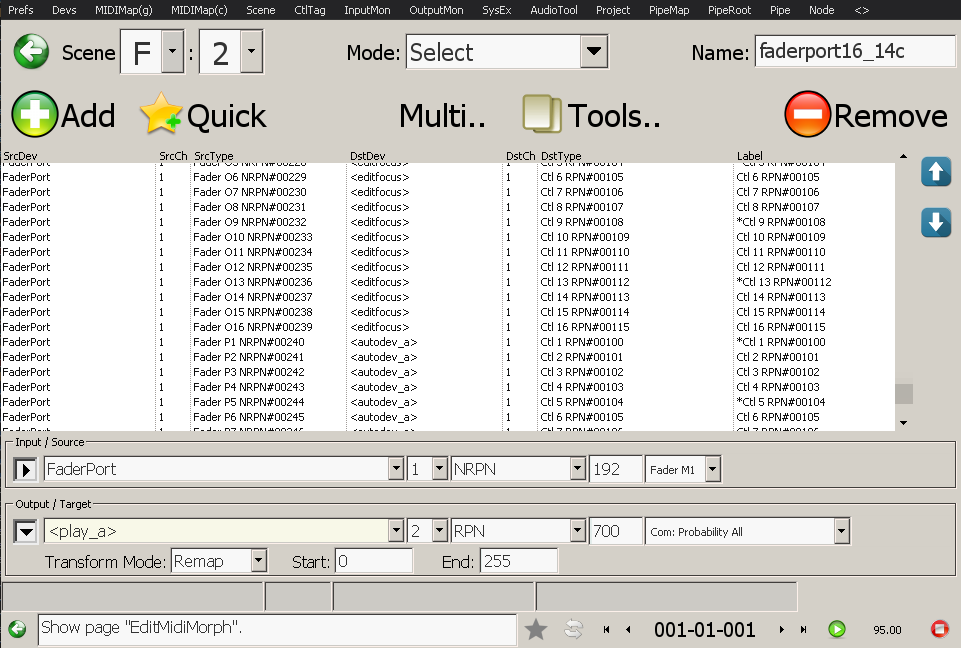 Prefs Devs MIDIMap(g) MIDIMap(c) Scene CtlTag InputMon OutputMon SysEx AudioTool Project PipeMap PipeRoot Pipe Node <>
Scene F : 2 Mode: Select Name: faderport16_14c
Add Quick Multi.. Tools.. Remove
SrcDev SrcCh SrcType DstDev DstCh DstType Label
FaderPort 1 Fader O6 NRPN#00229 <editfocus> 1 Ctl 6 RPN#00105 Ctl 6 RPN#00105
FaderPort 1 Fader O7 NRPN#00230 <editfocus> 1 Ctl 7 RPN#00106 Ctl 7 RPN#00106
FaderPort 1 Fader O8 NRPN#00231 <editfocus> 1 Ctl 8 RPN#00107 Ctl 8 RPN#00107
FaderPort 1 Fader O9 NRPN#00232 <editfocus> 1 Ctl 9 RPN#00108 *Ctl 9 RPN#00108
FaderPort 1 Fader O10 NRPN#00233 <editfocus> 1 Ctl 10 RPN#00109 Ctl 10 RPN#00109
FaderPort 1 Fader O11 NRPN#00234 <editfocus> 1 Ctl 11 RPN#00110 Ctl 11 RPN#00110
FaderPort 1 Fader O12 NRPN#00235 <editfocus> 1 Ctl 12 RPN#00111 Ctl 12 RPN#00111
FaderPort 1 Fader O13 NRPN#00236 <editfocus> 1 Ctl 13 RPN#00112 *Ctl 13 RPN#00112
FaderPort 1 Fader O14 NRPN#00237 <editfocus> 1 Ctl 14 RPN#00113 Ctl 14 RPN#00113
FaderPort 1 Fader O15 NRPN#00238 <editfocus> 1 Ctl 15 RPN#00114 Ctl 15 RPN#00114
FaderPort 1 Fader O16 NRPN#00239 <editfocus> 1 Ctl 16 RPN#00115 Ctl 16 RPN#00115
FaderPort 1 Fader P1 NRPN#00240 <autodev_a> 1 Ctl 1 RPN#00100 *Ctl 1 RPN#00100
FaderPort 1 Fader P2 NRPN#00241 <autodev_a> 1 Ctl 2 RPN#00101 Ctl 2 RPN#00101
FaderPort 1 Fader P3 NRPN#00242 <autodev_a> 1 Ctl 3 RPN#00102 Ctl 3 RPN#00102
FaderPort 1 Fader P4 NRPN#00243 <autodev_a> 1 Ctl 4 RPN#00103 Ctl 4 RPN#00103
FaderPort 1 Fader P5 NRPN#00244 <autodev_a> 1 Ctl 5 RPN#00104 *Ctl 5 RPN#00104
FaderPort 1 Fader P6 NRPN#00245 <autodev_a> 1 Ctl 6 RPN#00105 Ctl 6 RPN#00105
Input / Source
FaderPort 1 NRPN 192 Fader M1
Output / Target
<play_a> 2 RPN 700 Com: Probability All
Transform Mode: Remap Start: 0 End: 255
Show page "EditMidiMorph". 001-01-001 95.00